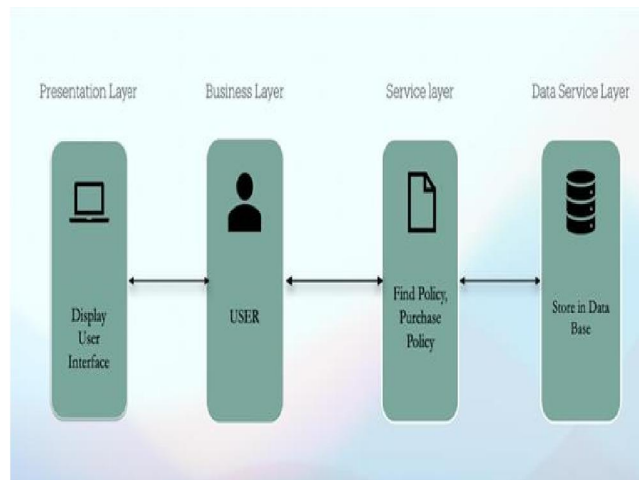 Presentation Layer
Business Layer
Service layer
Data Service Layer
Display
User
Interface
USER
Find Policy,
Purchase
Policy
Store in Data
Base